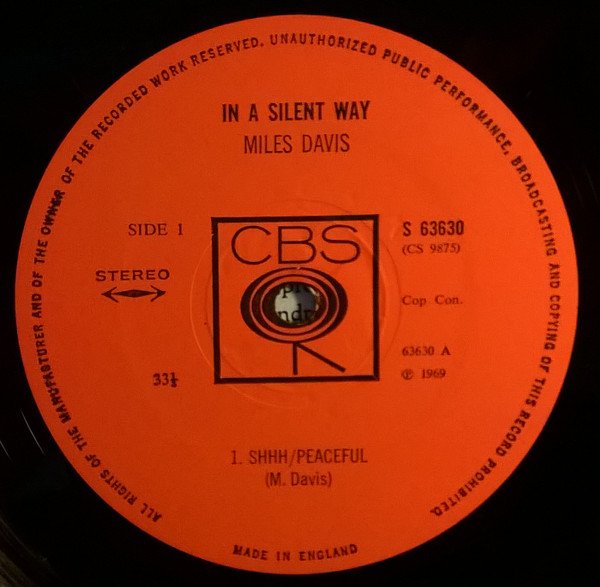 ALL RIGHTS OF THE MANUFACTURER AND OF THE OWNER OF THE RECORDED WORK RESERVED. UNAUTHORIZED PUBLIC PERFORMANCE, BROADCASTING AND COPYING OF THIS RECORD PROHIBITED.
IN A SILENT WAY
MILES DAVIS
SIDE 1
S 63630
(CS 9875)
CBS
STEREO
Cop Con.
63630 A
℗ 1969
33⅓
1. SHHH/PEACEFUL
(M. Davis)
MADE IN ENGLAND